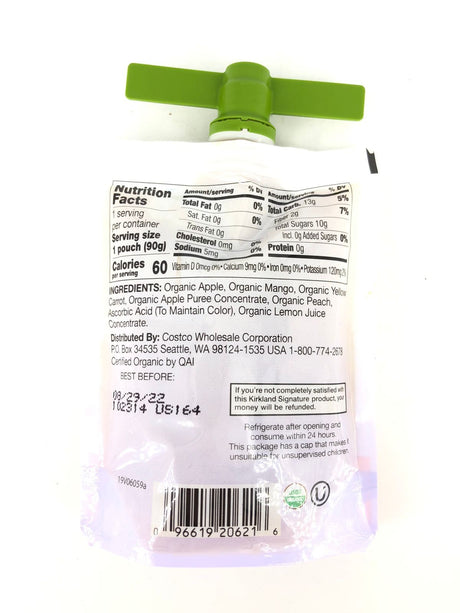 Nutrition
Facts
1 serving
per container
Serving size
1 pouch (90g)
Calories 60
per serving
Amount/serving % DV
Total Fat 0g 0%
Sat. Fat 0g 0%
Trans Fat 0g
Cholesterol 0mg 0%
Sodium 5mg 0%
Amount/serving % DV
Total Carb. 13g 5%
Fiber 2g 7%
Total Sugars 10g
Incl. 0g Added Sugars 0%
Protein 0g
Vitamin D 0mcg 0% • Calcium 9mg 0% • Iron 0mg 0% • Potassium 120mg 2%
INGREDIENTS: Organic Apple, Organic Mango, Organic Yellow
Carrot, Organic Apple Puree Concentrate, Organic Peach,
Ascorbic Acid (To Maintain Color), Organic Lemon Juice
Concentrate.
Distributed By: Costco Wholesale Corporation
P.O. Box 34535 Seattle, WA 98124-1535 USA 1-800-774-2678
Certified Organic by QAI
BEST BEFORE:
08/29/22
102314 US164
If you're not completely satisfied with
this Kirkland Signature product, your
money will be refunded.
Refrigerate after opening and
consume within 24 hours.
This package has a cap that makes it
unsuitable for unsupervised children.
19V06059a
0 96619 20621 6